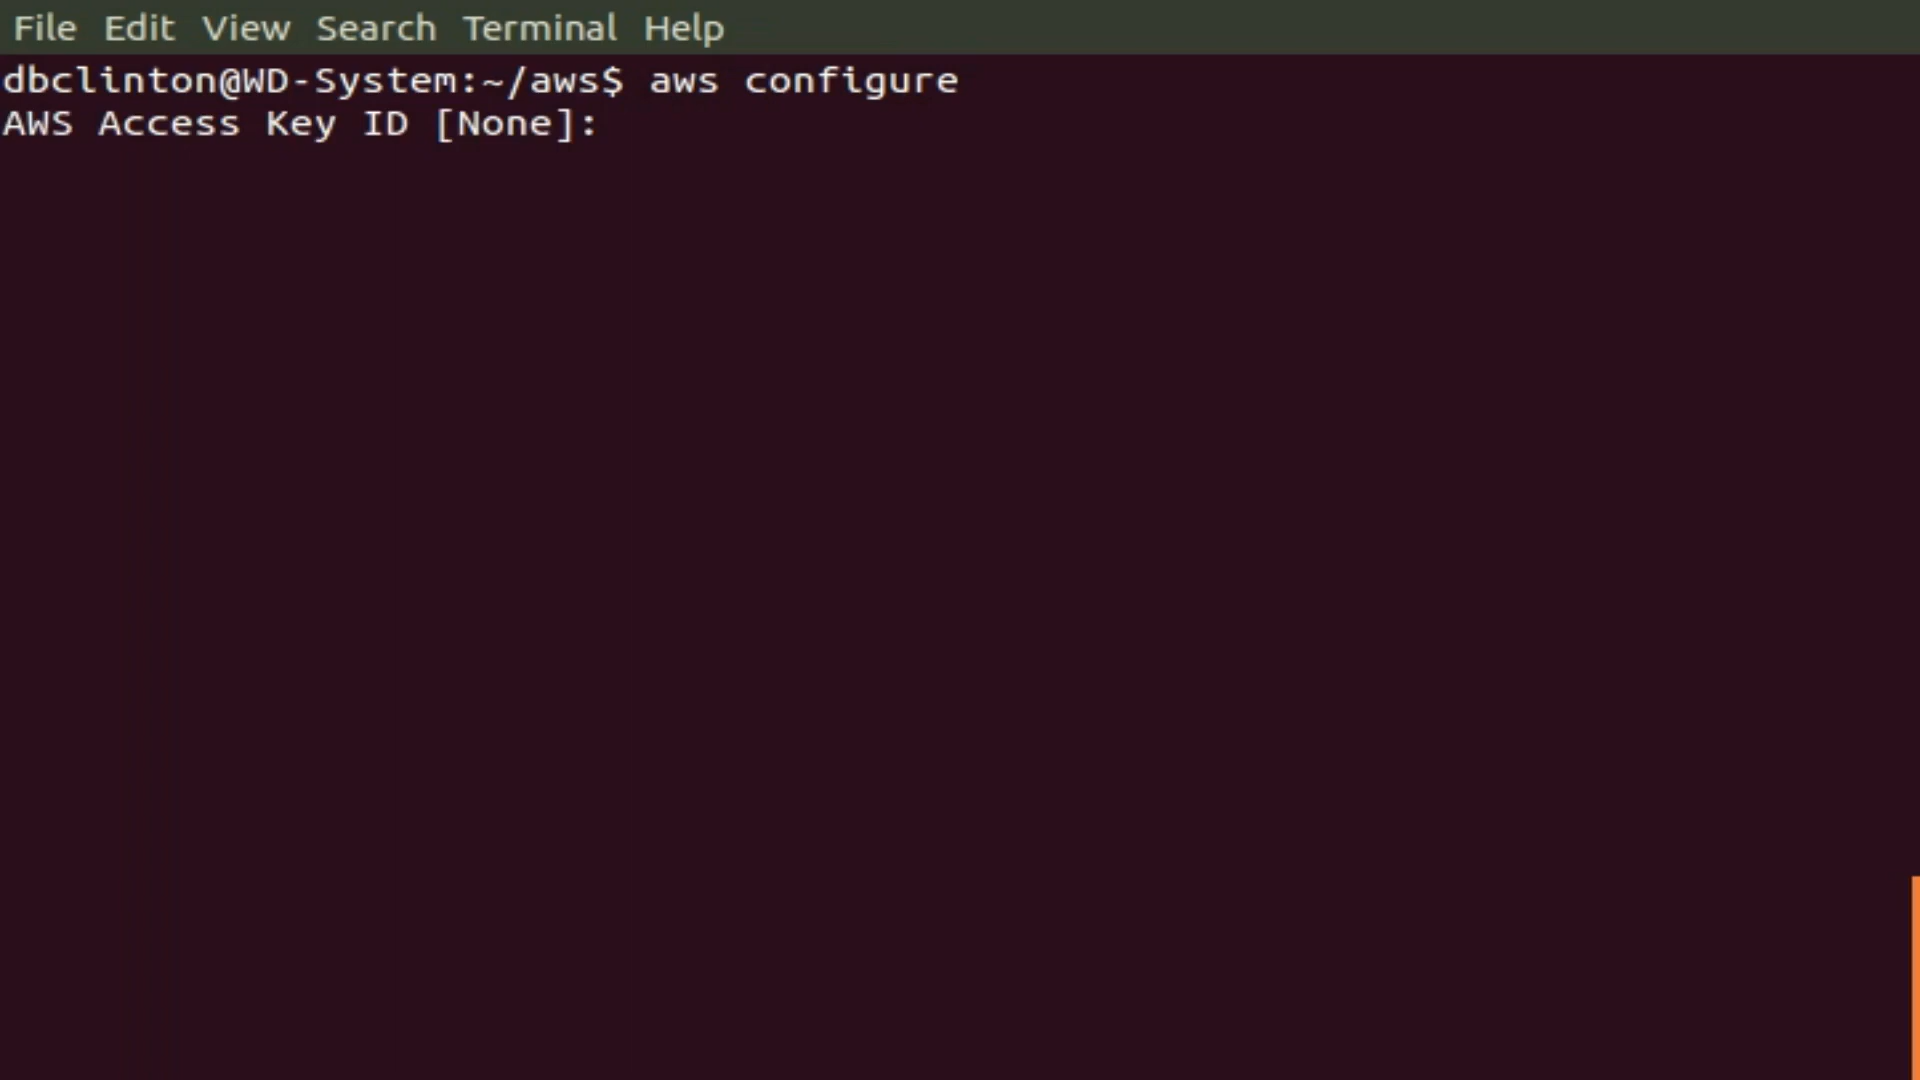 File Edit View Search Terminal Help
dbclinton@WD-System:~/aws$ aws configure
AWS Access Key ID [None]: